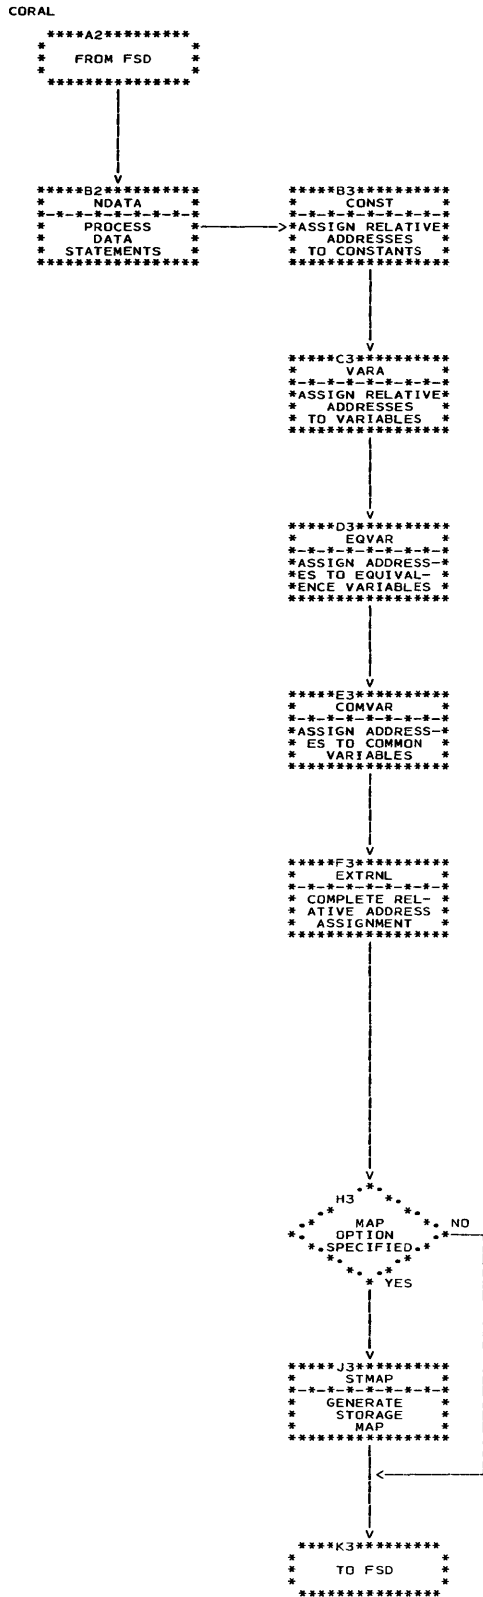 CORAL
A2
FROM FSD
B2
NDATA
PROCESS
DATA
STATEMENTS
B3
CONST
ASSIGN RELATIVE
ADDRESSES
TO CONSTANTS
C3
VARA
ASSIGN RELATIVE
ADDRESSES
TO VARIABLES
D3
EQVAR
ASSIGN ADDRESS-
ES TO EQUIVAL-
ENCE VARIABLES
E3
COMVAR
ASSIGN ADDRESS-
ES TO COMMON
VARIABLES
F3
EXTRNL
COMPLETE REL-
ATIVE ADDRESS
ASSIGNMENT
H3
MAP
OPTION
SPECIFIED
NO
YES
J3
STMAP
GENERATE
STORAGE
MAP
K3
TO FSD